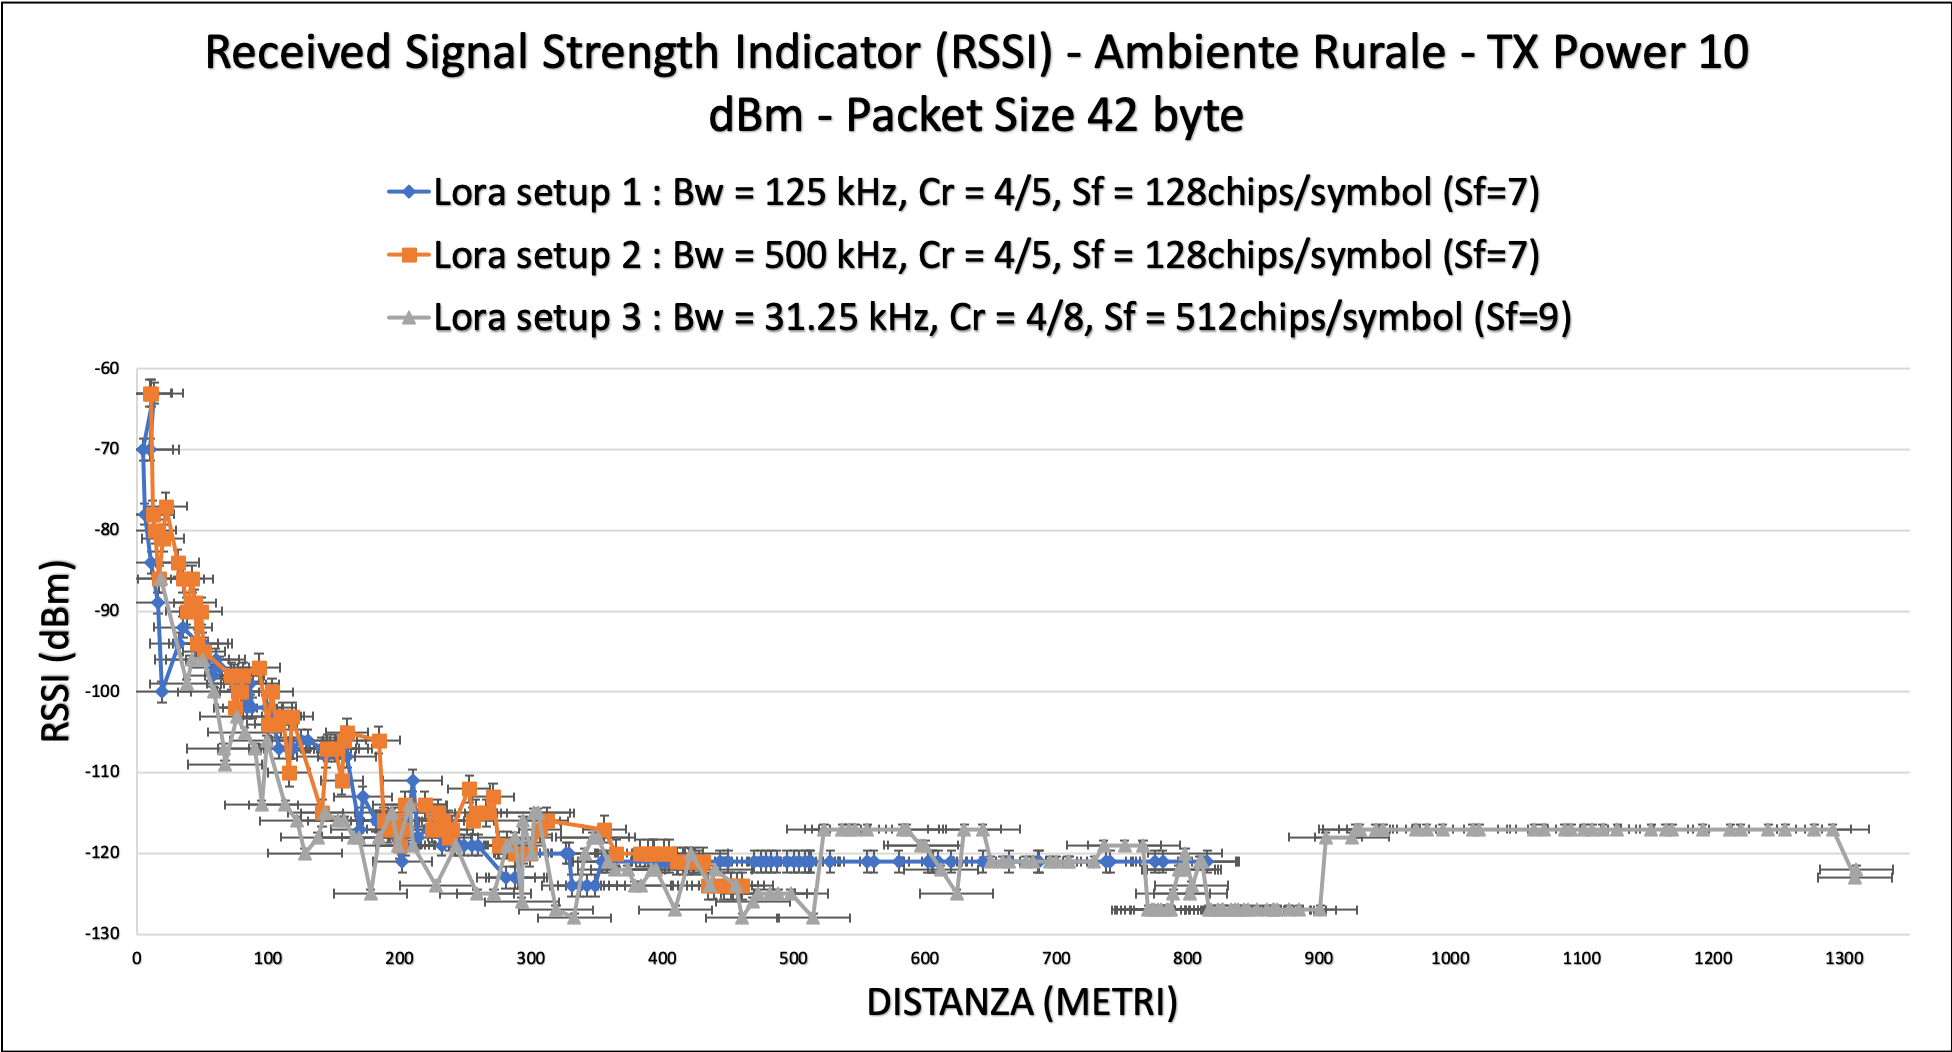 Received Signal Strength Indicator (RSSI) - Ambiente Rurale - TX Power 10
dBm - Packet Size 42 byte
Lora setup 1 : Bw = 125 kHz, Cr = 4/5, Sf = 128chips/symbol (Sf=7)
Lora setup 2 : Bw = 500 kHz, Cr = 4/5, Sf = 128chips/symbol (Sf=7)
Lora setup 3 : Bw = 31.25 kHz, Cr = 4/8, Sf = 512chips/symbol (Sf=9)
RSSI (dBm)
-60
-70
-80
-90
-100
-110
-120
-130
0 100 200 300 400 500 600 700 800 900 1000 1100 1200 1300
DISTANZA (METRI)